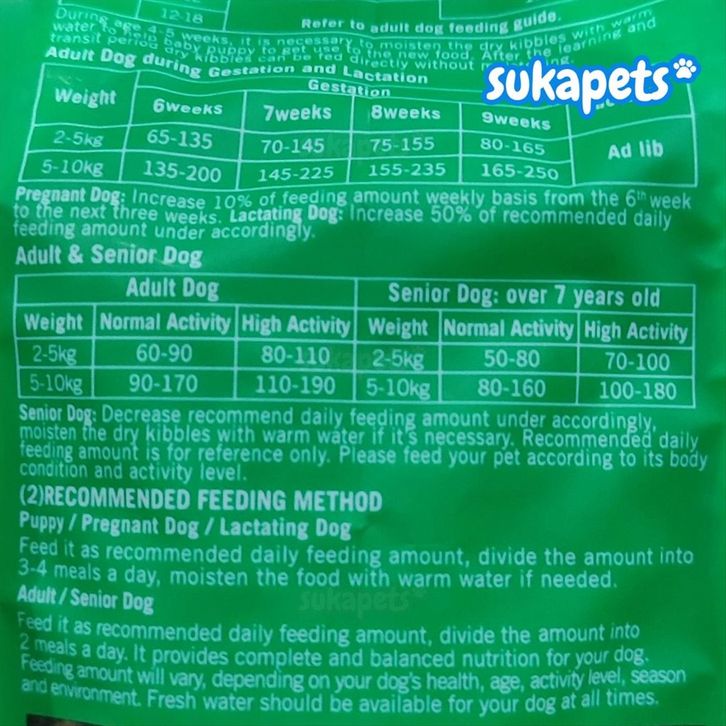 12-18
Refer to adult dog feeding guide.
During age 4-5 weeks, it is necessary to moisten the dry kibbles with warm
water to baby puppy to get use to the new food. After the learning and
transit period dry kibbles can be fed directly without
Adult Dog during Gestation and Lactation
sukapets
Gestation
Weight 6weeks 7weeks 8weeks 9weeks
2-5kg 65-135 70-145 75-155 80-165 Ad lib
5-10kg 135-200 145-225 155-235 165-250
Pregnant Dog: Increase 10% of feeding amount weekly basis from the 6th week
to the next three weeks. Lactating Dog: Increase 50% of recommended daily
feeding amount under accordingly.
Adult & Senior Dog
Adult Dog Senior Dog: over 7 years old
Weight Normal Activity High Activity Weight Normal Activity High Activity
2-5kg 60-90 80-110 2-5kg 50-80 70-100
5-10kg 90-170 110-190 5-10kg 80-160 100-180
Senior Dog: Decrease recommend daily feeding amount under accordingly,
moisten the dry kibbles with warm water if it's necessary. Recommended daily
feeding amount is for reference only. Please feed your pet according to its body
condition and activity level.
(2)RECOMMENDED FEEDING METHOD
Puppy / Pregnant Dog / Lactating Dog
Feed it as recommended daily feeding amount, divide the amount into
3-4 meals a day, moisten the food with warm water if needed.
sukapets
Adult / Senior Dog
Feed it as recommended daily feeding amount, divide the amount into
2 meals a day. It provides complete and balanced nutrition for your dog.
Feeding amount will vary, depending on your dog's health, age, activity level, season
and environment. Fresh water should be available for your dog at all times.